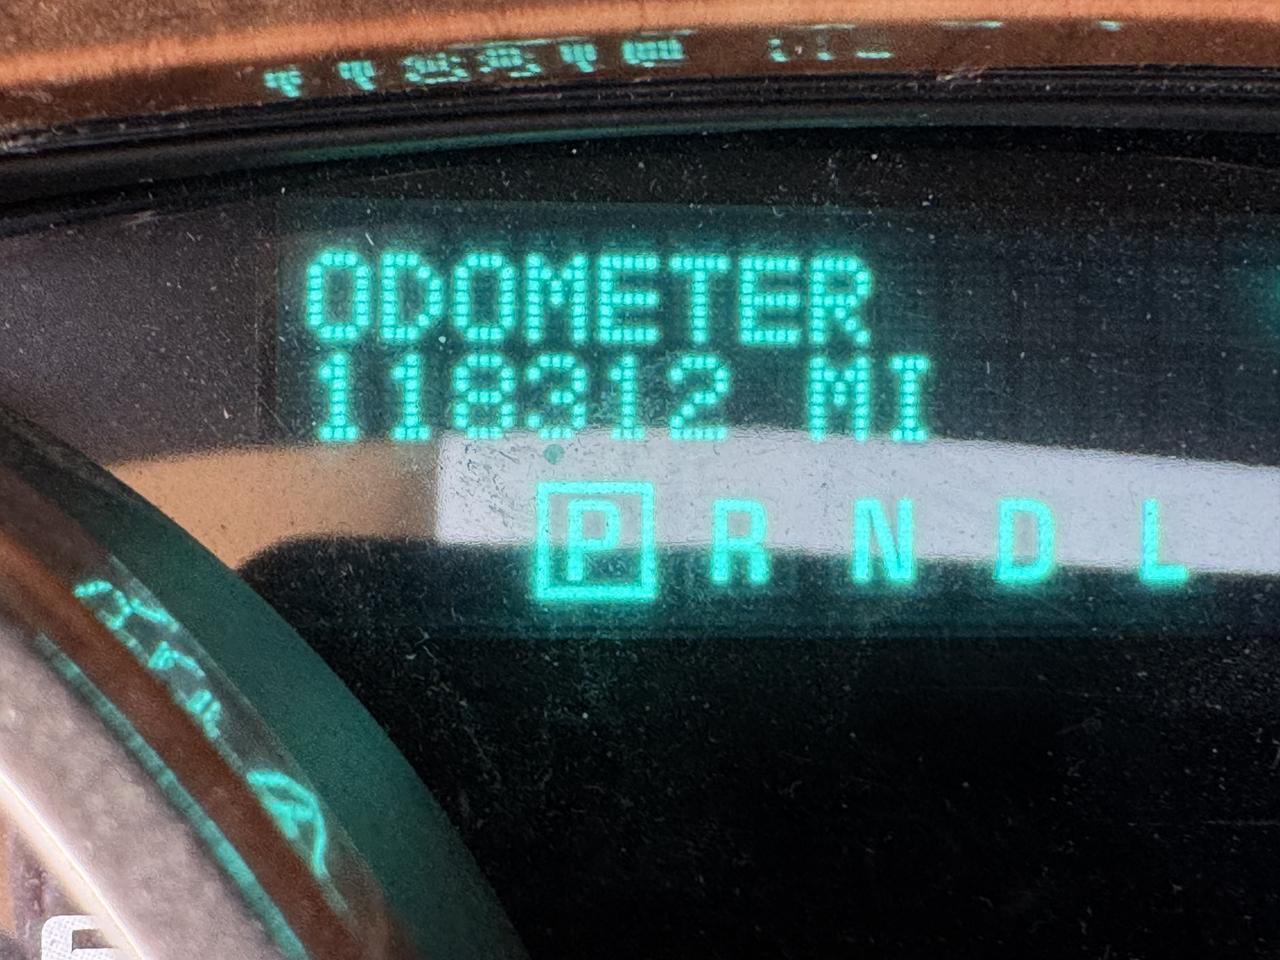 ODOMETER
118312 MI
P R N D L